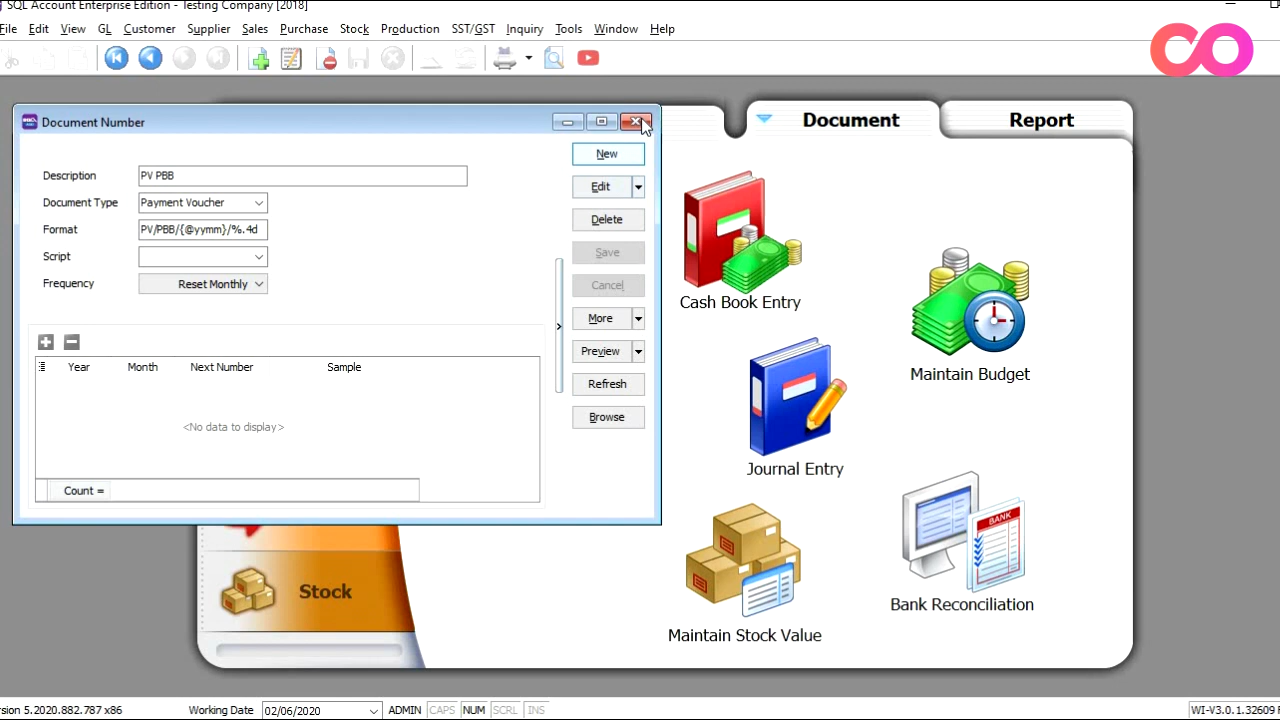 SQL Account Enterprise Edition - Testing Company [2018]
File Edit View GL Customer Supplier Sales Purchase Stock Production SST/GST Inquiry Tools Window Help
CO
Document Number
Document
Report
Description PV PBB
New
Document Type Payment Voucher
Edit
Format PV/PBB/{@yymm}/%.4d
Delete
Script
Save
Frequency Reset Monthly
Cancel
More
Preview
Refresh
Browse
Year Month Next Number Sample
<No data to display>
Count =
Cash Book Entry
Maintain Budget
Journal Entry
BANK
Bank Reconciliation
Maintain Stock Value
Stock
rsion 5.2020.882.787 x86 Working Date 02/06/2020 ADMIN CAPS NUM SCRL INS WI-V3.0.1.32609 F